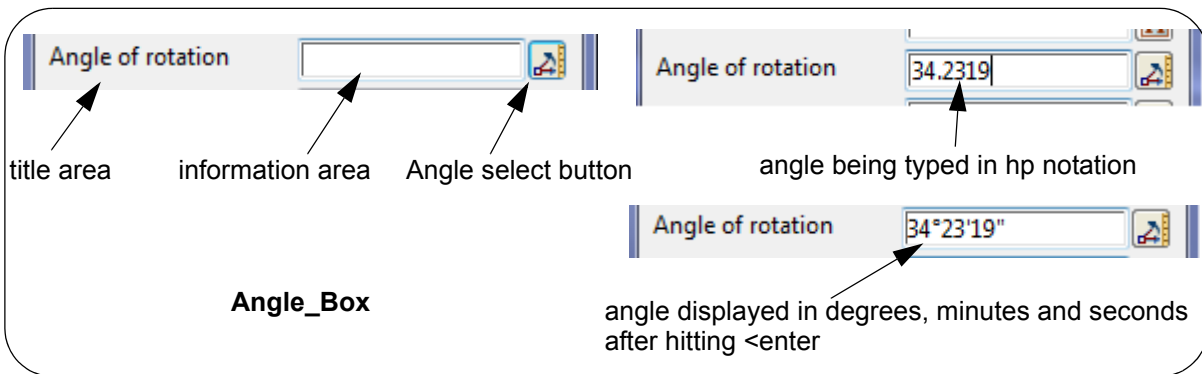 Angle of rotation
title area
information area
Angle select button
Angle of rotation 34.2319
angle being typed in hp notation
Angle of rotation 34°23'19"
Angle_Box
angle displayed in degrees, minutes and seconds
after hitting <enter